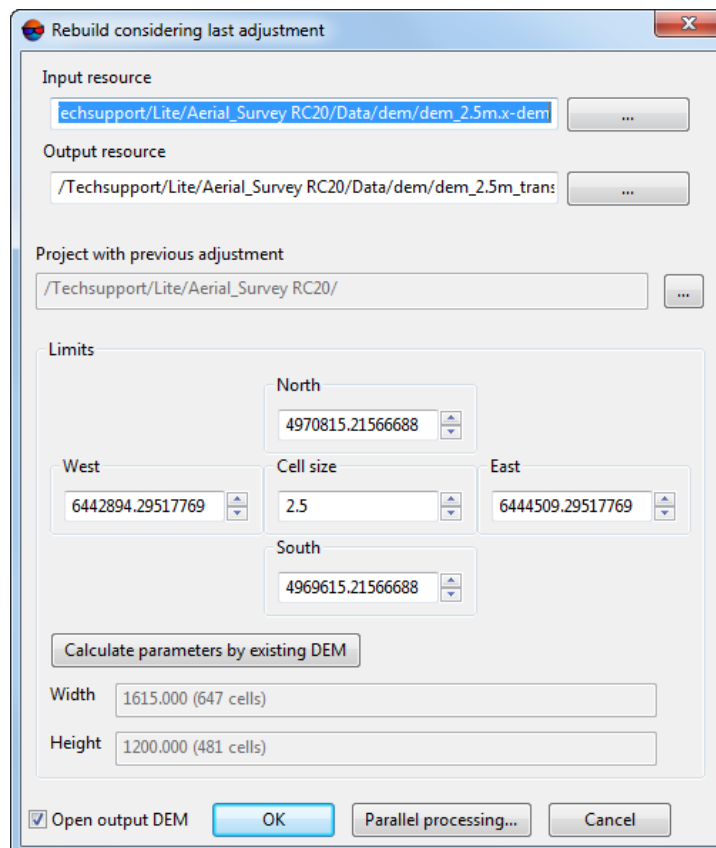 Rebuild considering last adjustment
Input resource
Techsupport/Lite/Aerial_Survey RC20/Data/dem/dem_2.5m.x-dem
...
Output resource
/Techsupport/Lite/Aerial_Survey RC20/Data/dem/dem_2.5m_trans
...
Project with previous adjustment
/Techsupport/Lite/Aerial_Survey RC20/
...
Limits
North
4970815.21566688
West
6442894.29517769
Cell size
2.5
East
6444509.29517769
South
4969615.21566688
Calculate parameters by existing DEM
Width
1615.000 (647 cells)
Height
1200.000 (481 cells)
Open output DEM
OK
Parallel processing...
Cancel